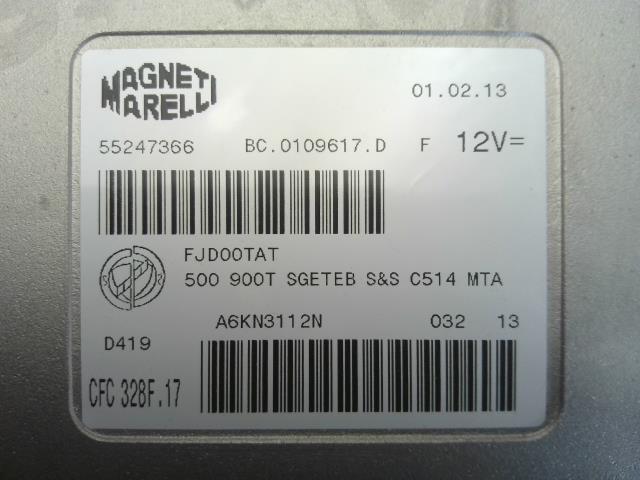 MAGNETI
MARELLI
01.02.13
55247366 BC.0109617.D F 12V=
FJD00TAT
500 900T SGETEB S&S C514 MTA
A6KN3112N 032 13
D419
CFC 328F.17